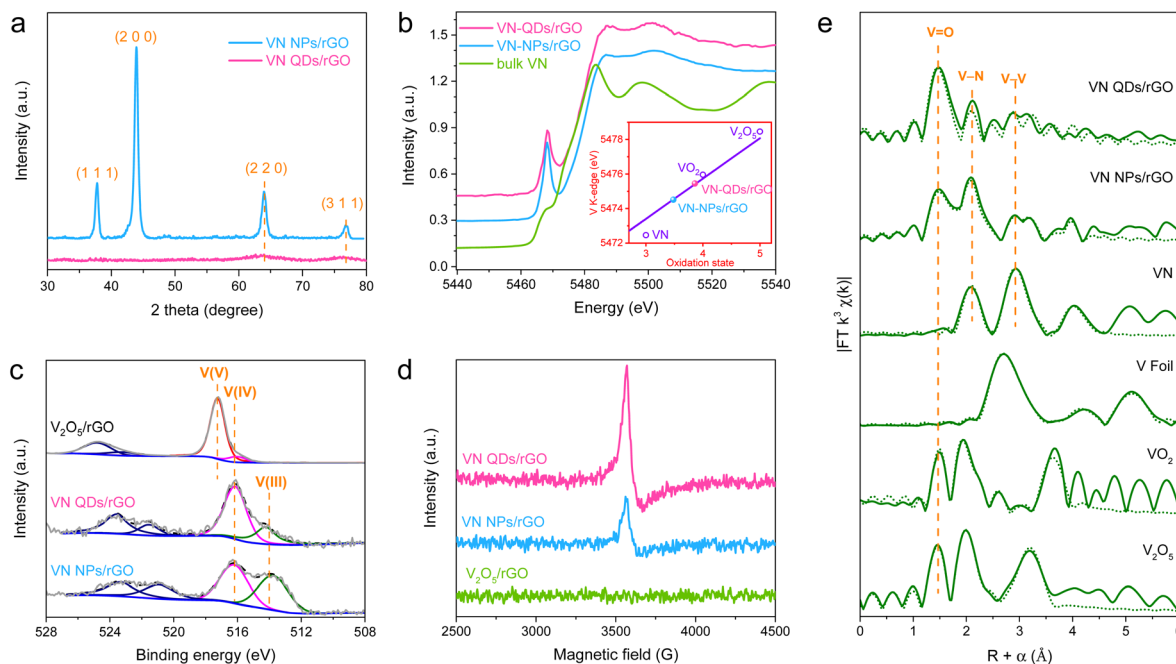 a
(2 0 0)
VN NPs/rGO
VN QDs/rGO
(1 1 1)
(2 2 0)
(3 1 1)
Intensity (a.u.)
30 40 50 60 70 80
2 theta (degree)
b
VN-QDs/rGO
VN-NPs/rGO
bulk VN
Intensity (a.u.)
1.5
1.2
0.9
0.6
0.3
0.0
5440 5460 5480 5500 5520 5540
Energy (eV)
V K-edge (eV)
5478
5476
5474
5472
V₂O₅
VO₂
VN-QDs/rGO
VN-NPs/rGO
VN
3 4 5
Oxidation state
c
V(V)
V(IV)
V₂O₅/rGO
V(III)
VN QDs/rGO
VN NPs/rGO
Intensity (a.u.)
528 524 520 516 512 508
Binding energy (eV)
d
VN QDs/rGO
VN NPs/rGO
V₂O₅/rGO
Intensity (a.u.)
2500 3000 3500 4000 4500
Magnetic field (G)
e
V=O
V–N
V–V
VN QDs/rGO
VN NPs/rGO
VN
V Foil
VO₂
V₂O₅
|FT k³ χ(k)|
0 1 2 3 4 5 6
R + α (Å)